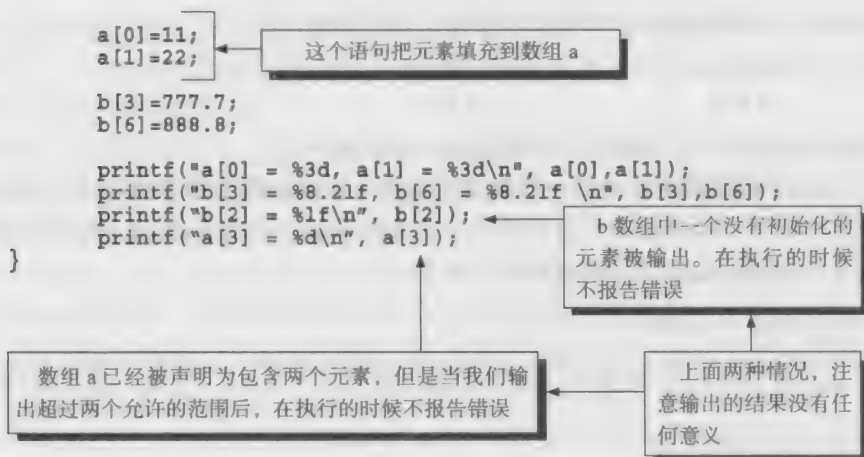 a[0]=11;
a[1]=22;
这个语句把元素填充到数组 a
b[3]=777.7;
b[6]=888.8;
printf("a[0] = %3d, a[1] = %3d\n", a[0],a[1]);
printf("b[3] = %8.2lf, b[6] = %8.2lf \n", b[3],b[6]);
printf("b[2] = %lf\n", b[2]);
printf("a[3] = %d\n", a[3]);
}
b 数组中一个没有初始化的
元素被输出。在执行的时候
不报告错误
数组 a 已经被声明为包含两个元素，但是当我们输
出超过两个允许的范围后，在执行的时候不报告错误
上面两种情况，注
意输出的结果没有任
何意义